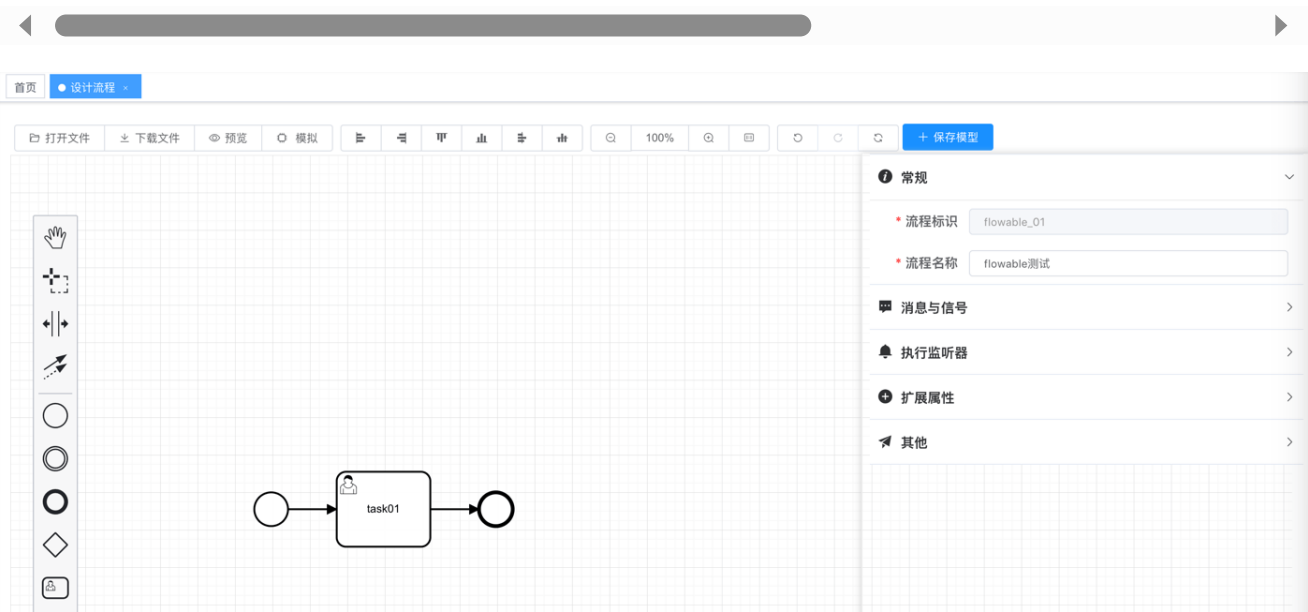 首页 设计流程 ×
打开文件 下载文件 预览 模拟 100% 保存模型
常规
* 流程标识 flowable_01
* 流程名称 flowable测试
消息与信号
执行监听器
扩展属性
其他
task01